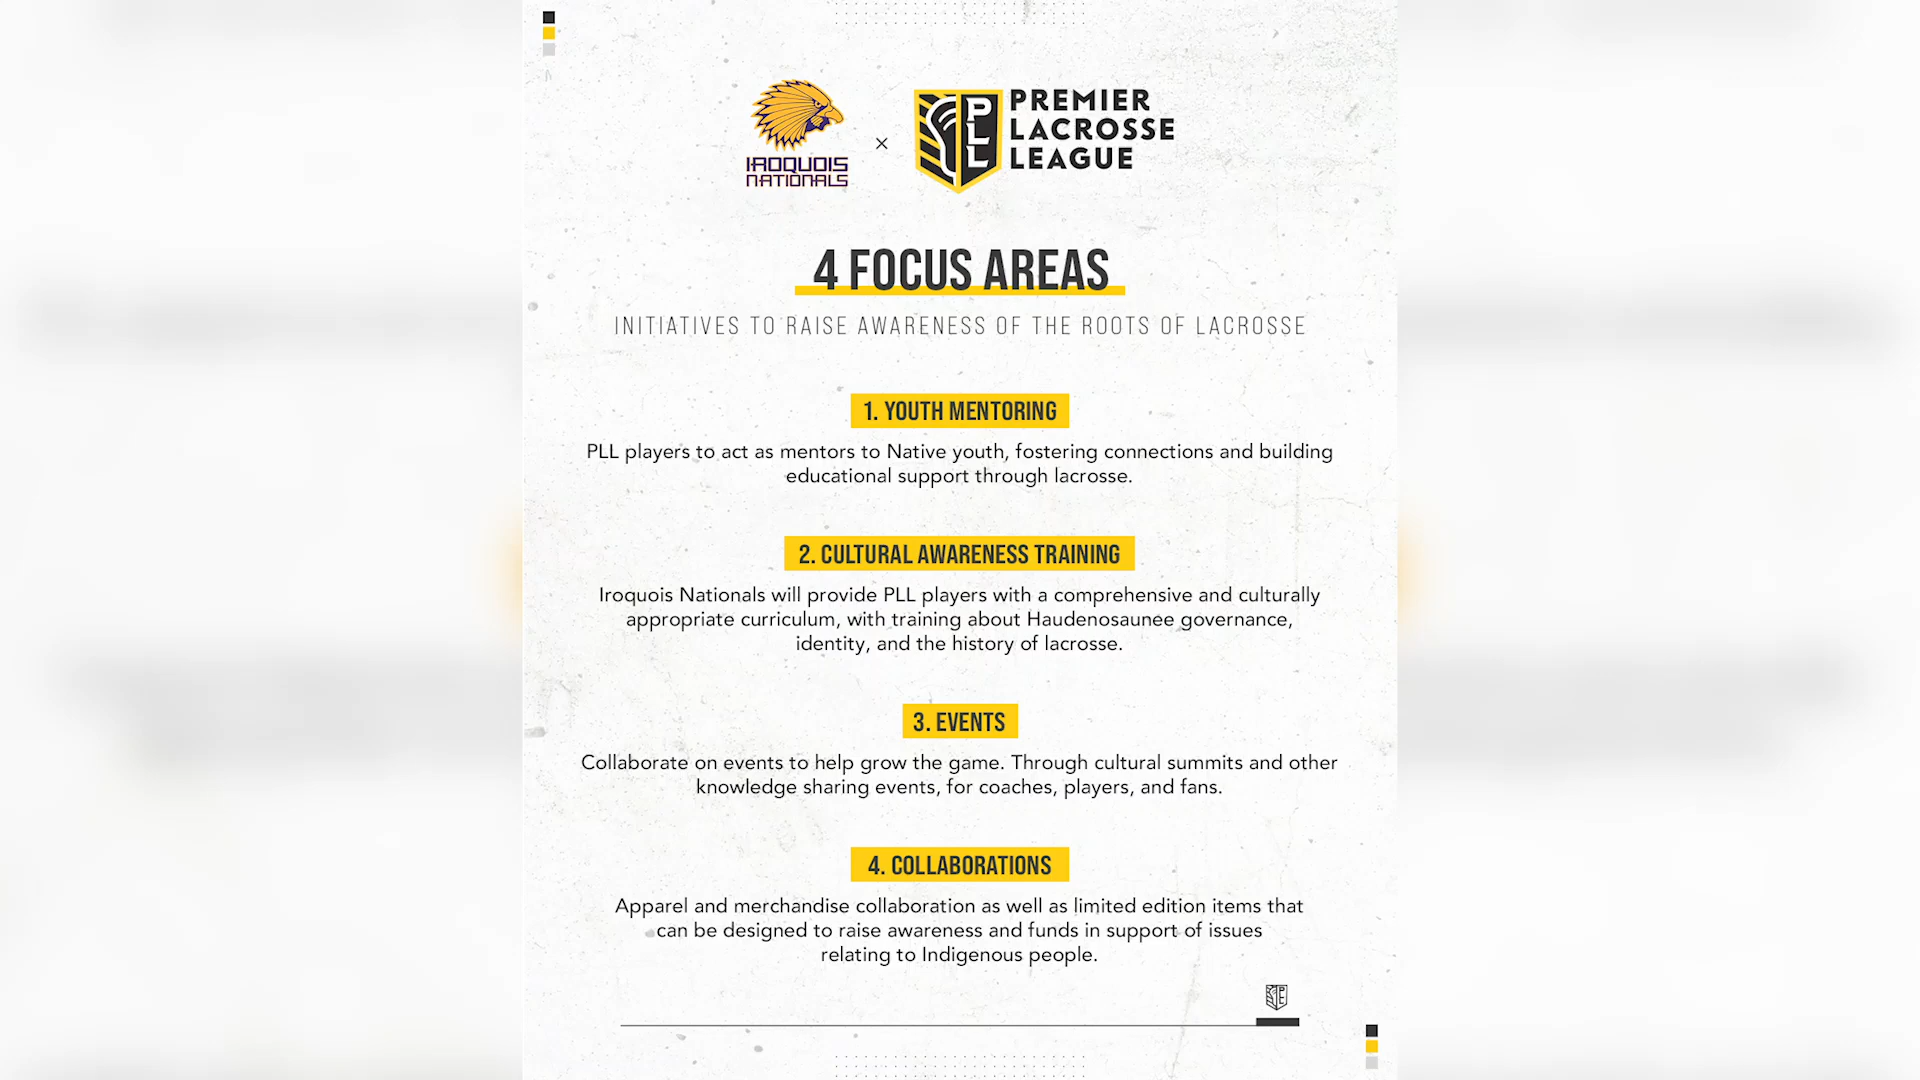 IROQUOIS
NATIONALS
×
PLL
PREMIER
LACROSSE
LEAGUE
4 FOCUS AREAS
INITIATIVES TO RAISE AWARENESS OF THE ROOTS OF LACROSSE
1. YOUTH MENTORING
PLL players to act as mentors to Native youth, fostering connections and building
educational support through lacrosse.
2. CULTURAL AWARENESS TRAINING
Iroquois Nationals will provide PLL players with a comprehensive and culturally
appropriate curriculum, with training about Haudenosaunee governance,
identity, and the history of lacrosse.
3. EVENTS
Collaborate on events to help grow the game. Through cultural summits and other
knowledge sharing events, for coaches, players, and fans.
4. COLLABORATIONS
Apparel and merchandise collaboration as well as limited edition items that
can be designed to raise awareness and funds in support of issues
relating to Indigenous people.
PLL